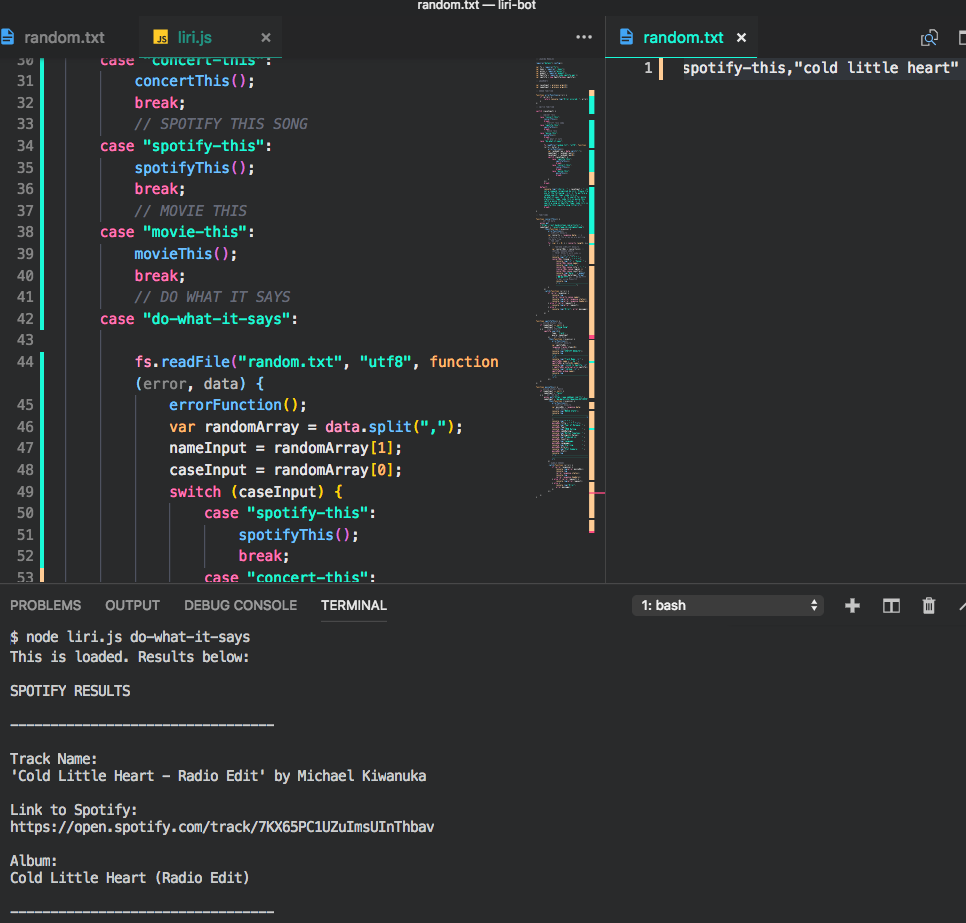 random.txt — liri-bot
random.txt
JS liri.js ×
random.txt ×
30 case "concert-this":
31 concertThis();
32 break;
33 // SPOTIFY THIS SONG
34 case "spotify-this":
35 spotifyThis();
36 break;
37 // MOVIE THIS
38 case "movie-this":
39 movieThis();
40 break;
41 // DO WHAT IT SAYS
42 case "do-what-it-says":
43
44 fs.readFile("random.txt", "utf8", function
(error, data) {
45 errorFunction();
46 var randomArray = data.split(",");
47 nameInput = randomArray[1];
48 caseInput = randomArray[0];
49 switch (caseInput) {
50 case "spotify-this":
51 spotifyThis();
52 break;
53 case "concert-this":
1 spotify-this,"cold little heart"
PROBLEMS OUTPUT DEBUG CONSOLE TERMINAL
1: bash
$ node liri.js do-what-it-says
This is loaded. Results below:
SPOTIFY RESULTS
---------------------------------
Track Name:
'Cold Little Heart - Radio Edit' by Michael Kiwanuka
Link to Spotify:
https://open.spotify.com/track/7KX65PC1UZuImsUInThbav
Album:
Cold Little Heart (Radio Edit)
---------------------------------